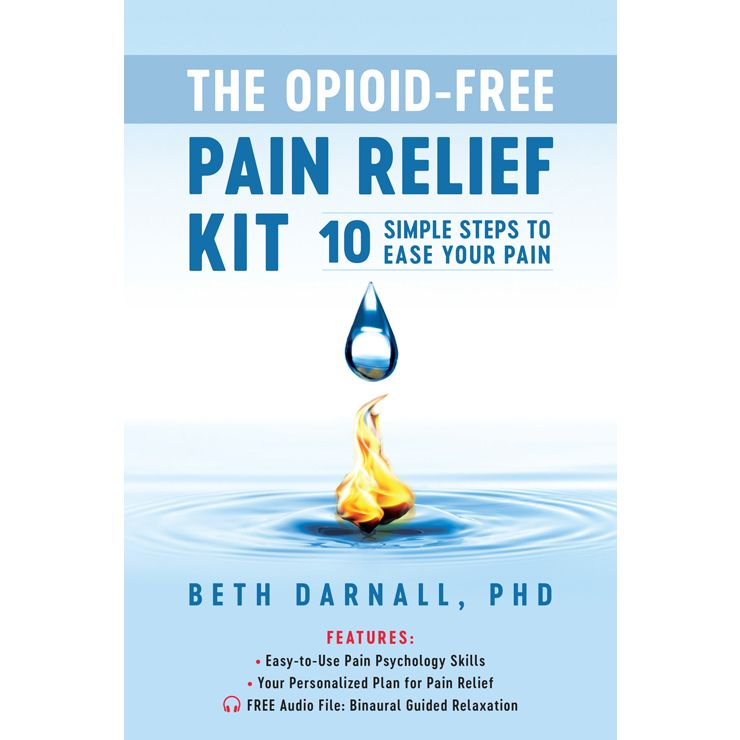 THE OPIOID-FREE
PAIN RELIEF
KIT
10 SIMPLE STEPS TO
EASE YOUR PAIN
BETH DARNALL, PHD
FEATURES:
• Easy-to-Use Pain Psychology Skills
• Your Personalized Plan for Pain Relief
FREE Audio File: Binaural Guided Relaxation